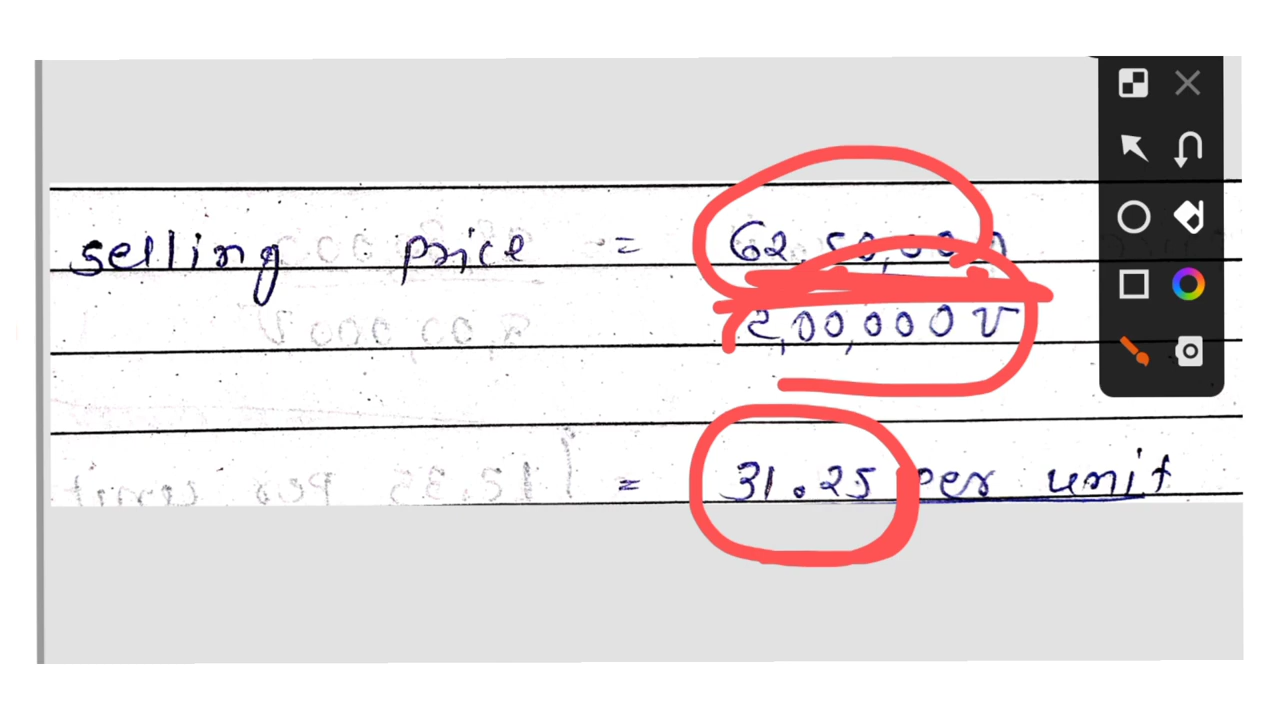 selling price = 62,50,000
2,00,000 U
= 31.25 per unit